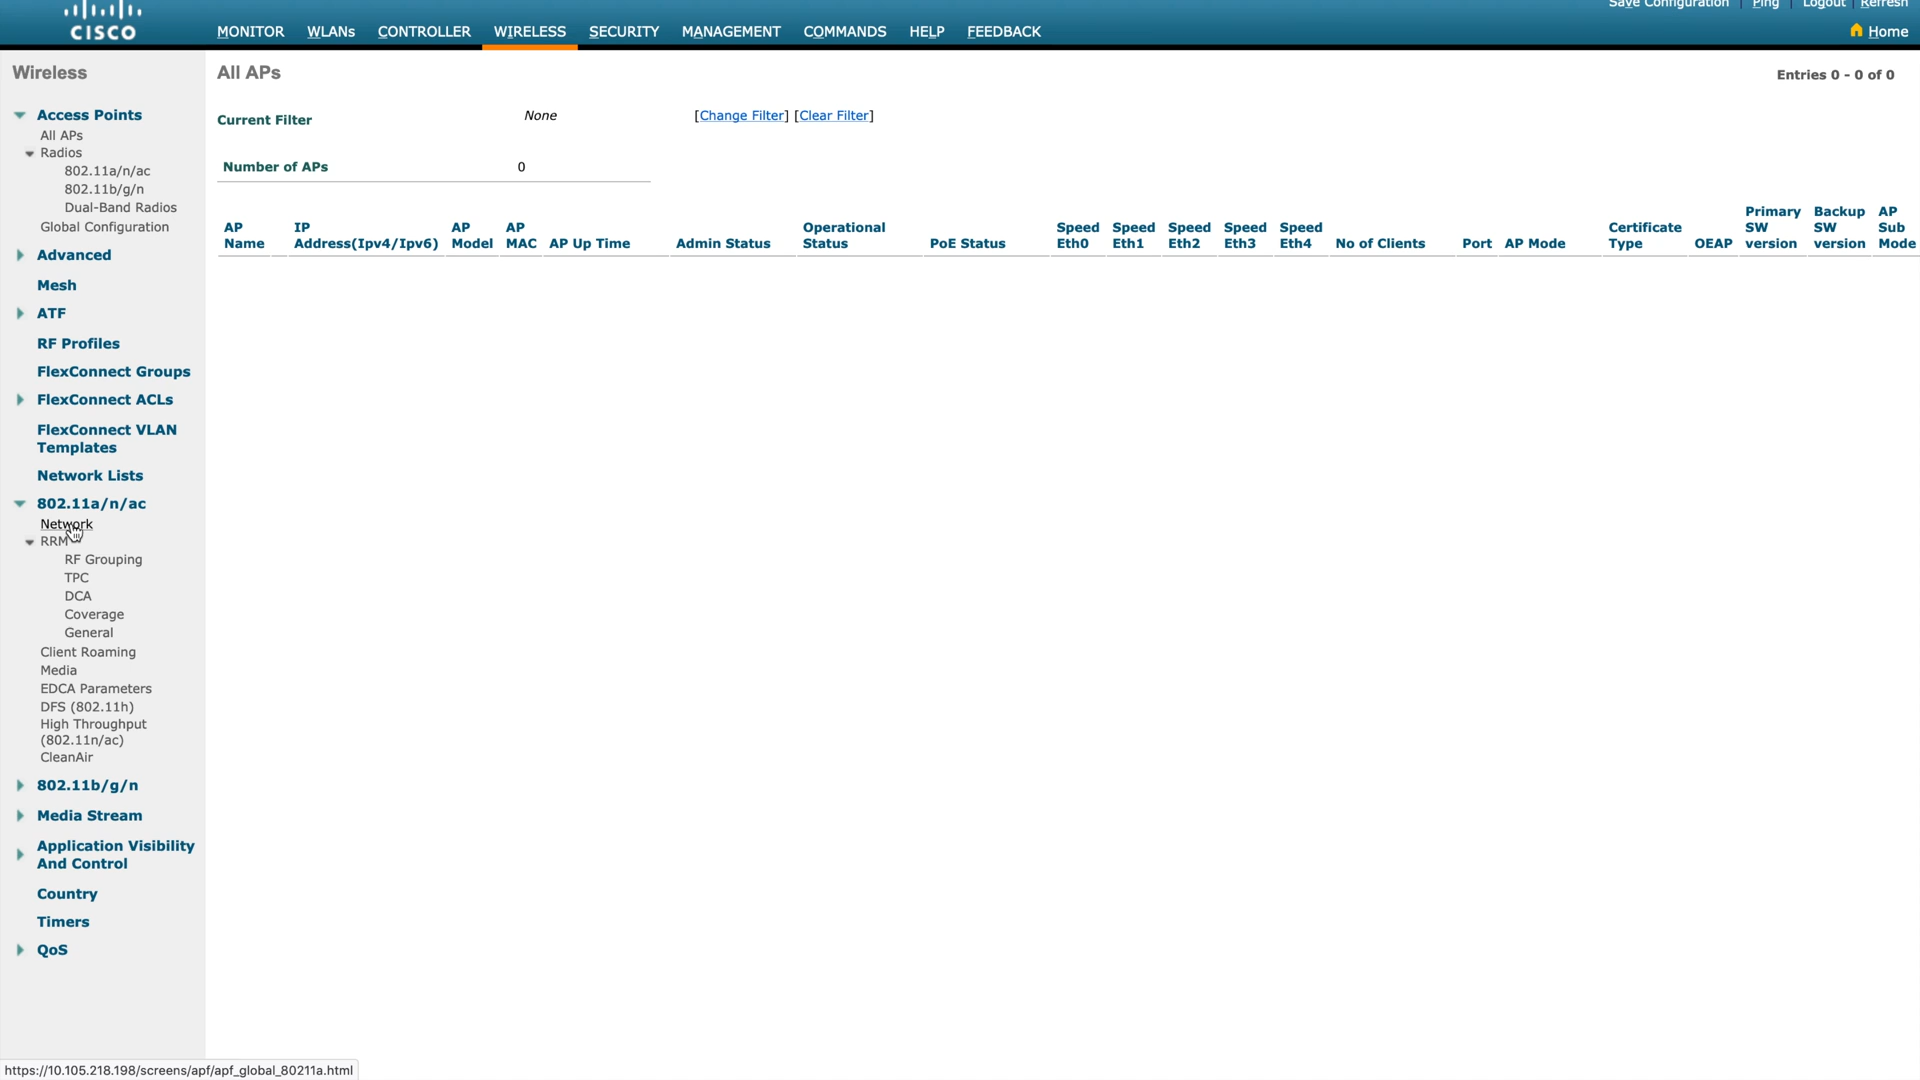 Save Configuration | Ping | Logout | Refresh
CISCO
MONITOR WLANs CONTROLLER WIRELESS SECURITY MANAGEMENT COMMANDS HELP FEEDBACK
Home
Wireless
Access Points
All APs
Radios
802.11a/n/ac
802.11b/g/n
Dual-Band Radios
Global Configuration
Advanced
Mesh
ATF
RF Profiles
FlexConnect Groups
FlexConnect ACLs
FlexConnect VLAN
Templates
Network Lists
802.11a/n/ac
Network
RRM
RF Grouping
TPC
DCA
Coverage
General
Client Roaming
Media
EDCA Parameters
DFS (802.11h)
High Throughput
(802.11n/ac)
CleanAir
802.11b/g/n
Media Stream
Application Visibility
And Control
Country
Timers
QoS
All APs
Entries 0 - 0 of 0
Current Filter None [Change Filter] [Clear Filter]
Number of APs 0
AP
Name
IP
Address(Ipv4/Ipv6)
AP
Model
AP
MAC
AP Up Time
Admin Status
Operational
Status
PoE Status
Speed
Eth0
Speed
Eth1
Speed
Eth2
Speed
Eth3
Speed
Eth4
No of Clients
Port
AP Mode
Certificate
Type
OEAP
Primary
SW
version
Backup
SW
version
AP
Sub
Mode
https://10.105.218.198/screens/apf/apf_global_80211a.html